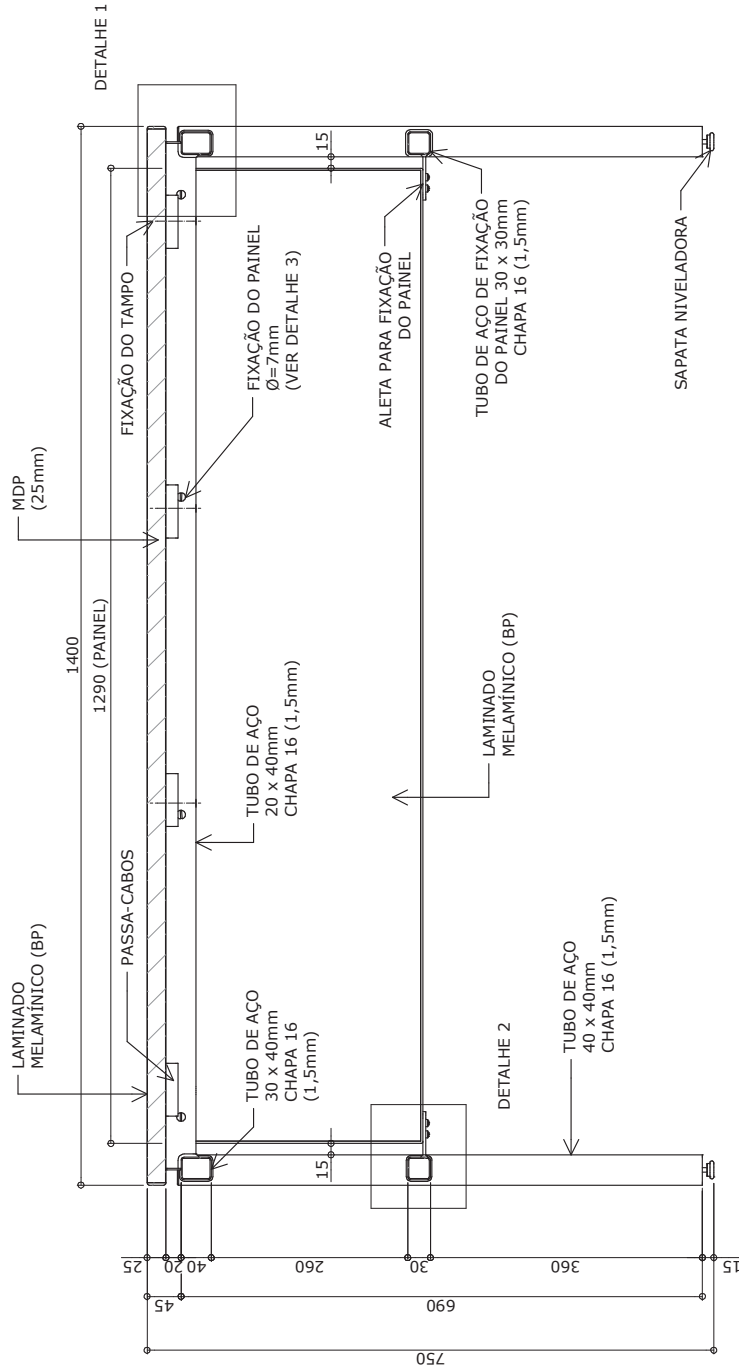 DETALHE 1
1400
1290 (PAINEL)
LAMINADO
MELAMÍNICO (BP)
PASSA-CABOS
MDP
(25mm)
FIXAÇÃO DO TAMPO
TUBO DE AÇO
30 x 40mm
CHAPA 16
(1,5mm)
TUBO DE AÇO
20 x 40mm
CHAPA 16 (1,5mm)
FIXAÇÃO DO PAINEL
Ø=7mm
(VER DETALHE 3)
15
15
ALETA PARA FIXAÇÃO
DO PAINEL
LAMINADO
MELAMÍNICO (BP)
TUBO DE AÇO DE FIXAÇÃO
DO PAINEL 30 x 30mm
CHAPA 16 (1,5mm)
DETALHE 2
TUBO DE AÇO
40 x 40mm
CHAPA 16 (1,5mm)
SAPATA NIVELADORA
25
20
40
260
30
360
15
45
690
750